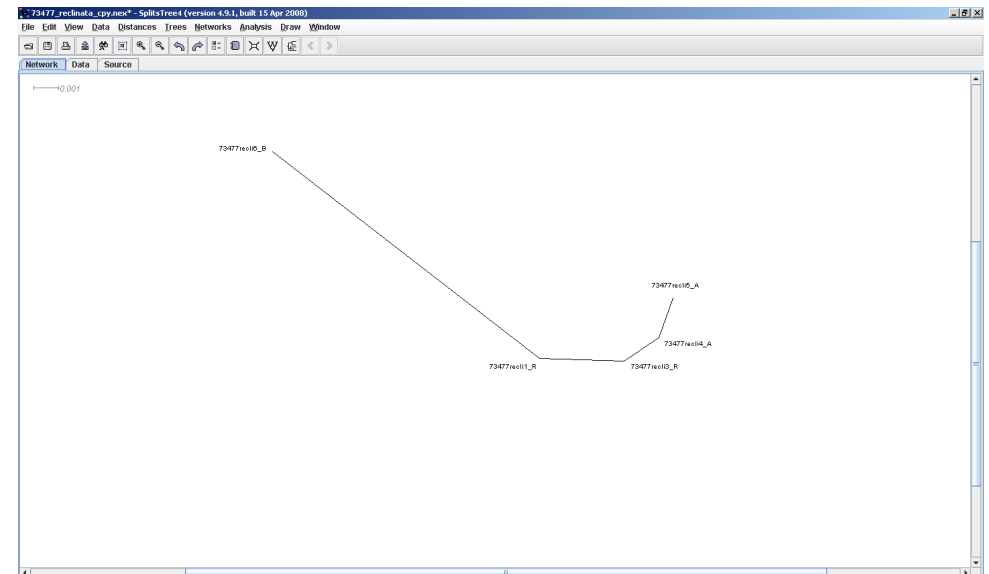 73477_reclinata_cpy.nex* - SplitsTree4 (version 4.9.1, built 15 Apr 2008)
File Edit View Data Distances Trees Networks Analysis Draw Window
Network Data Source
0.001
73477recli6_B
73477recli5_A
73477recli4_A
73477recli1_R
73477recli3_R